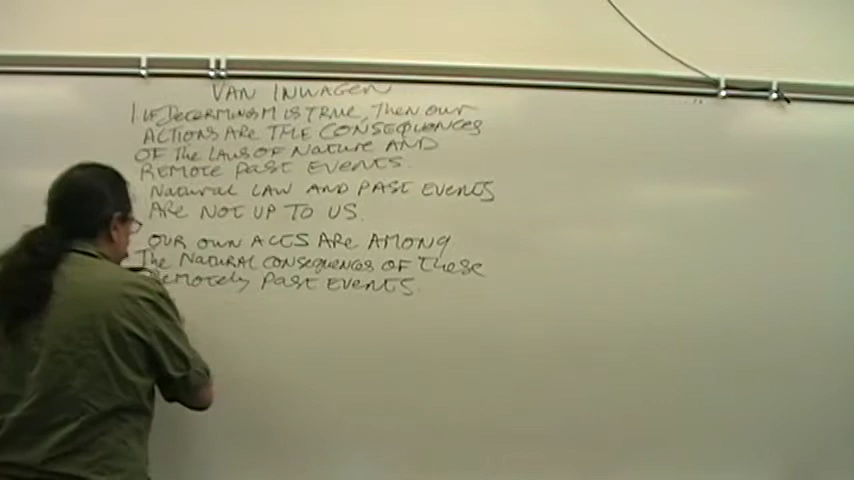 VAN INWAGEN
1 IF DETERMINISM IS TRUE, Then our
ACTIONS ARE THE CONSEQUENCES
OF The LAWS OF NATURE AND
REMOTE PAST EVENTS.
NATURAL LAW AND PAST EVENTS
ARE NOT UP TO US.
OUR OWN ACTS ARE AMONG
The NATURAL CONSEQUENCES OF THESE
REMOTELY PAST EVENTS.